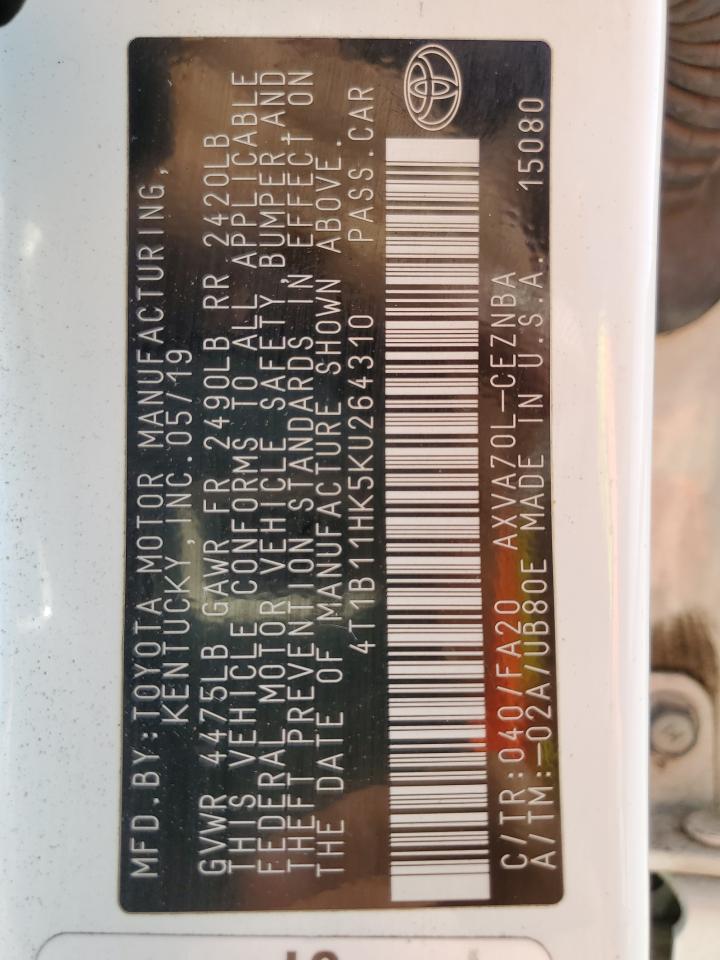 MFD.BY:TOYOTA MOTOR MANUFACTURING,
KENTUCKY,INC.05/19
GVWR 4475LB GAWR FR 2490LB RR 2420LB
THIS VEHICLE CONFORMS TO ALL APPLICABLE
FEDERAL MOTOR VEHICLE SAFETY, BUMPER, AND
THEFT PREVENTION STANDARDS IN EFFECT ON
THE DATE OF MANUFACTURE SHOWN ABOVE.
4T1B11HK5KU264310 PASS.CAR
C/TR:040/FA20 AXVA70L-CEZNBA
A/TM:-02A/UB80E MADE IN U.S.A. 15080